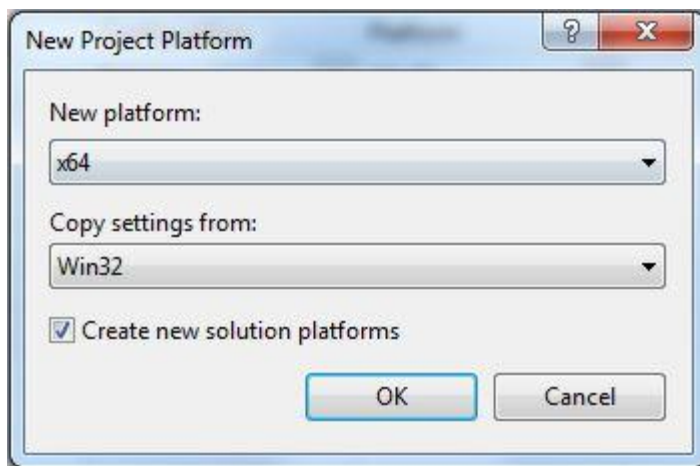 New Project Platform
New platform:
x64
Copy settings from:
Win32
Create new solution platforms
OK
Cancel